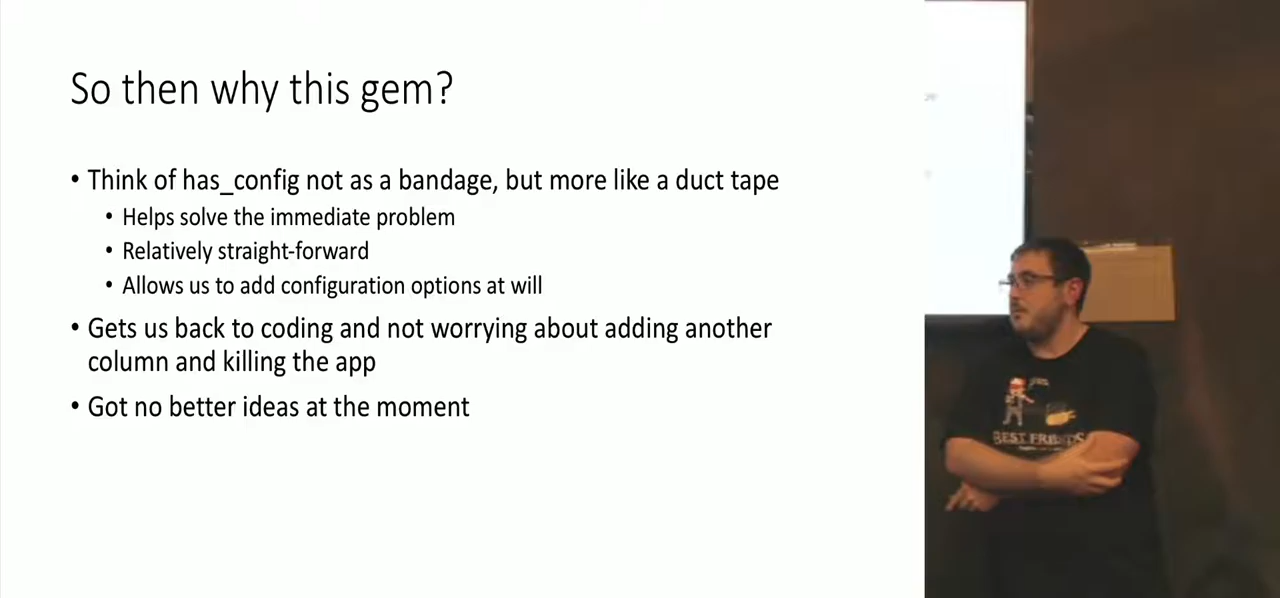 So then why this gem?
• Think of has_config not as a bandage, but more like a duct tape
• Helps solve the immediate problem
• Relatively straight-forward
• Allows us to add configuration options at will
• Gets us back to coding and not worrying about adding another
column and killing the app
• Got no better ideas at the moment
BEST FRIENDS